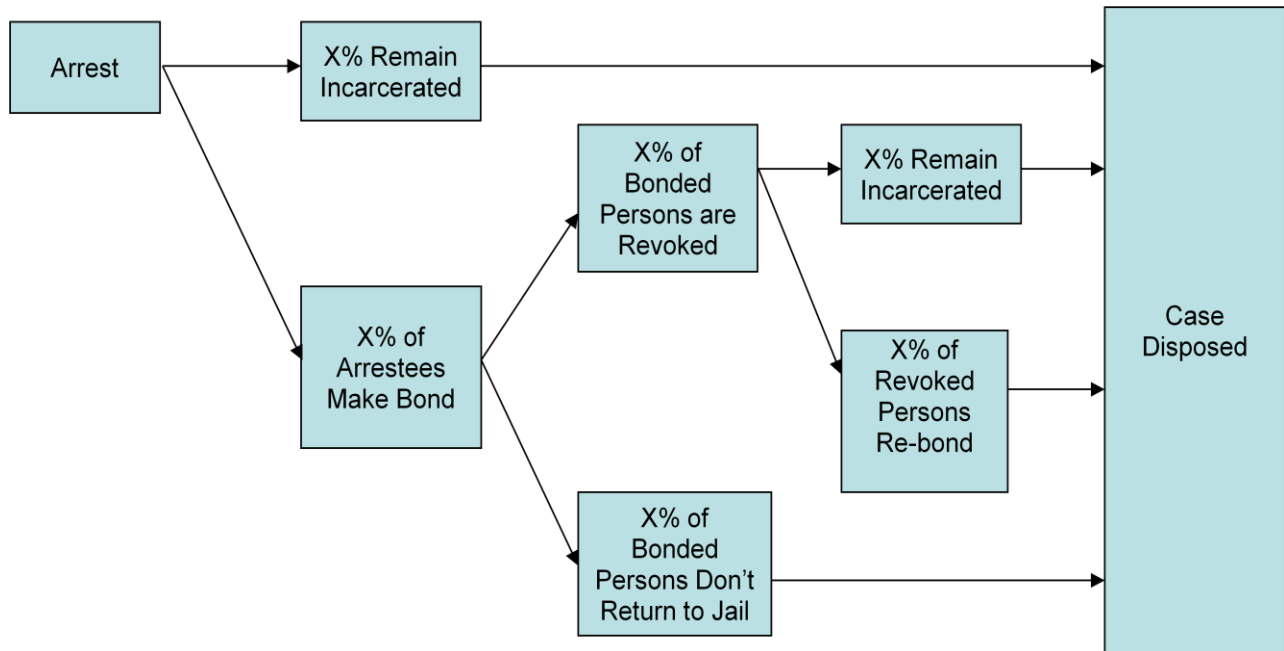 Arrest
X% Remain
Incarcerated
X% of
Bonded
Persons are
Revoked
X% Remain
Incarcerated
X% of
Arrestees
Make Bond
X% of
Revoked
Persons
Re-bond
X% of
Bonded
Persons Don’t
Return to Jail
Case
Disposed